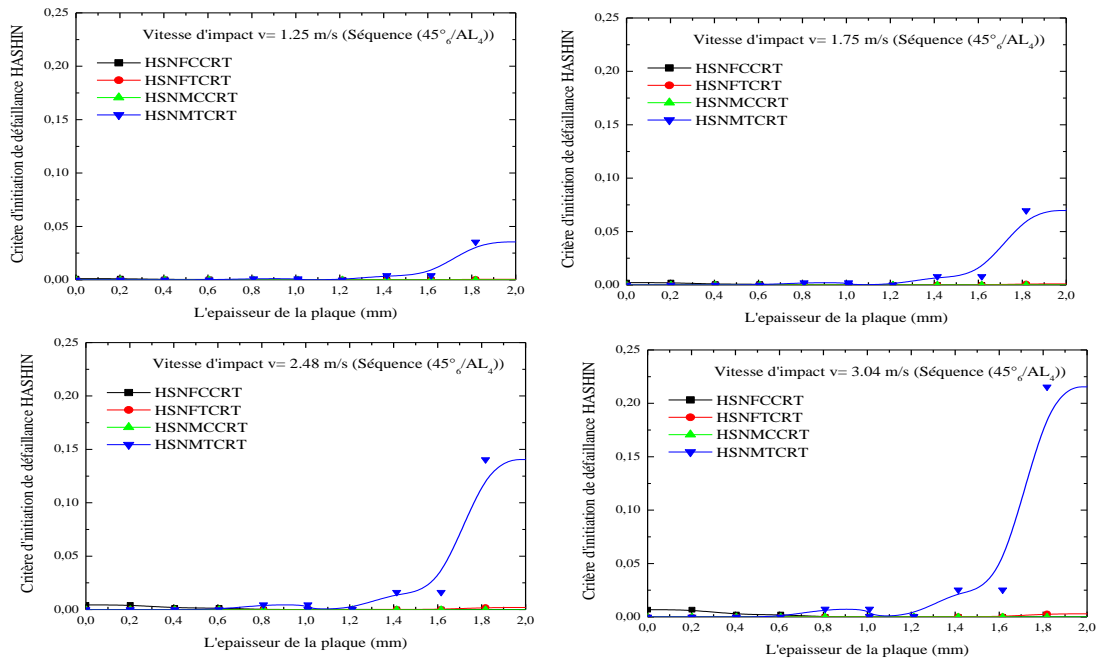 Critère d'initiation de défaillance HASHIN
0,25
0,20
0,15
0,10
0,05
0,00
Vitesse d'impact v= 1.25 m/s (Séquence (45°₆/AL₄))
HSNFCCRT
HSNFTCRT
HSNMCCRT
HSNMTCRT
0,0 0,2 0,4 0,6 0,8 1,0 1,2 1,4 1,6 1,8 2,0
L'epaisseur de la plaque (mm)
Critère d'initiation de défaillance HASHIN
0,25
0,20
0,15
0,10
0,05
0,00
Vitesse d'impact v= 1.75 m/s (Séquence (45°₆/AL₄))
HSNFCCRT
HSNFTCRT
HSNMCCRT
HSNMTCRT
0,0 0,2 0,4 0,6 0,8 1,0 1,2 1,4 1,6 1,8 2,0
L'epaisseur de la plaque (mm)
Critère d'initiation de défaillance HASHIN
0,25
0,20
0,15
0,10
0,05
0,00
Vitesse d'impact v= 2.48 m/s (Séquence (45°₆/AL₄))
HSNFCCRT
HSNFTCRT
HSNMCCRT
HSNMTCRT
0,0 0,2 0,4 0,6 0,8 1,0 1,2 1,4 1,6 1,8 2,0
L'epaisseur de la plaque (mm)
Critère d'initiation de défaillance HASHIN
0,25
0,20
0,15
0,10
0,05
0,00
Vitesse d'impact v= 3.04 m/s (Séquence (45°₆/AL₄))
HSNFCCRT
HSNFTCRT
HSNMCCRT
HSNMTCRT
0,0 0,2 0,4 0,6 0,8 1,0 1,2 1,4 1,6 1,8 2,0
L'epaisseur de la plaque (mm)